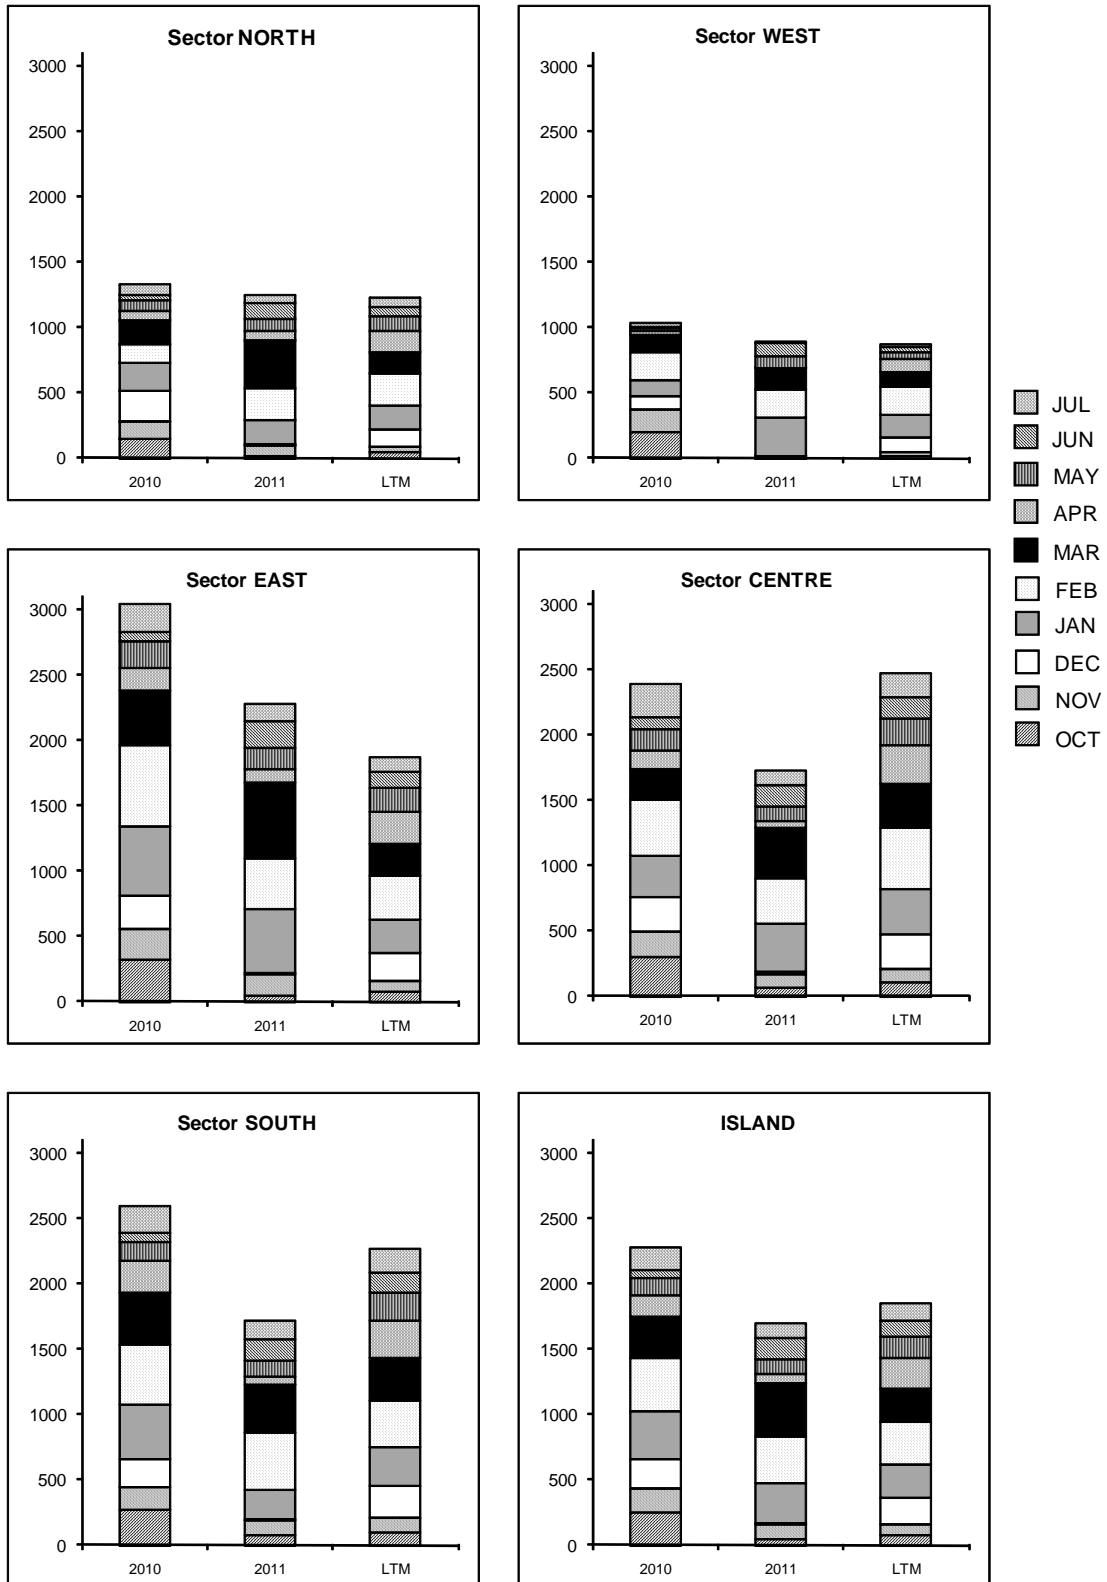 Sector NORTH
3000
2500
2000
1500
1000
500
0
2010 2011 LTM
Sector WEST
3000
2500
2000
1500
1000
500
0
2010 2011 LTM
JUL
JUN
MAY
APR
MAR
FEB
JAN
DEC
NOV
OCT
Sector EAST
3000
2500
2000
1500
1000
500
0
2010 2011 LTM
Sector CENTRE
3000
2500
2000
1500
1000
500
0
2010 2011 LTM
Sector SOUTH
3000
2500
2000
1500
1000
500
0
2010 2011 LTM
ISLAND
3000
2500
2000
1500
1000
500
0
2010 2011 LTM